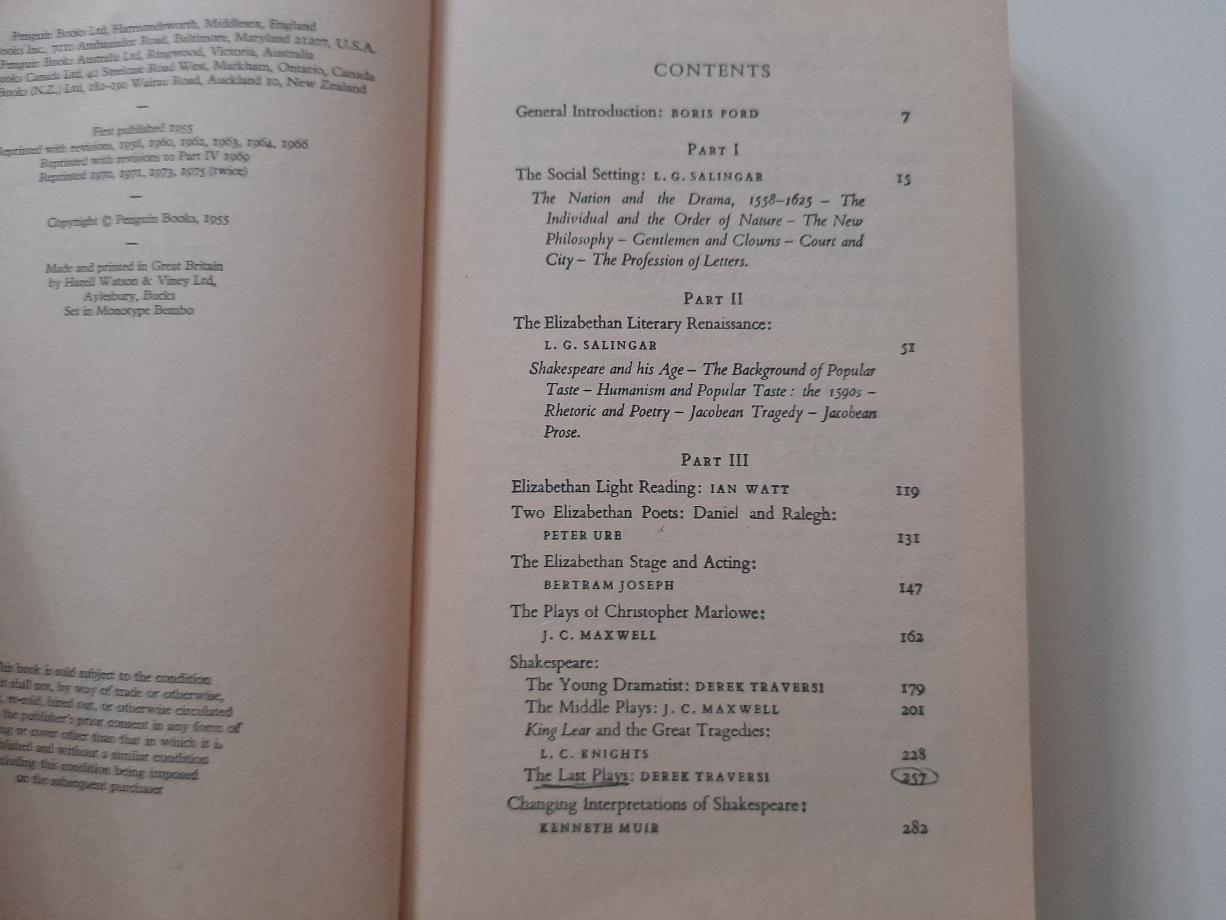 Penguin Books Ltd, Harmondsworth, Middlesex, England
Books Inc, 7110 Ambassador Road, Baltimore, Maryland 21207, U.S.A.
Penguin Books Australia Ltd, Ringwood, Victoria, Australia
Books Canada Ltd, 41 Steelcase Road West, Markham, Ontario, Canada
Books (N.Z.) Ltd, 182–190 Wairau Road, Auckland 10, New Zealand
—
First published 1955
Reprinted with revisions, 1956, 1960, 1962, 1963, 1964, 1966
Reprinted with revisions to Part IV 1969
Reprinted 1970, 1971, 1973, 1975 (twice)
—
Copyright © Penguin Books, 1955
—
Made and printed in Great Britain
by Hazell Watson & Viney Ltd,
Aylesbury, Bucks
Set in Monotype Bembo
This book is sold subject to the condition
it shall not, by way of trade or otherwise,
re-sold, hired out, or otherwise circulated
the publisher's prior consent in any form of
or cover other than that in which it is
published and without a similar condition
including this condition being imposed
on the subsequent purchaser
CONTENTS
General Introduction: BORIS FORD 7
PART I
The Social Setting: L. G. SALINGAR 15
The Nation and the Drama, 1558–1625 – The
Individual and the Order of Nature – The New
Philosophy – Gentlemen and Clowns – Court and
City – The Profession of Letters.
PART II
The Elizabethan Literary Renaissance:
L. G. SALINGAR 51
Shakespeare and his Age – The Background of Popular
Taste – Humanism and Popular Taste: the 1590s –
Rhetoric and Poetry – Jacobean Tragedy – Jacobean
Prose.
PART III
Elizabethan Light Reading: IAN WATT 119
Two Elizabethan Poets: Daniel and Ralegh:
PETER URE 131
The Elizabethan Stage and Acting:
BERTRAM JOSEPH 147
The Plays of Christopher Marlowe:
J. C. MAXWELL 162
Shakespeare:
The Young Dramatist: DEREK TRAVERSI 179
The Middle Plays: J. C. MAXWELL 201
King Lear and the Great Tragedies:
L. C. KNIGHTS 228
The Last Plays: DEREK TRAVERSI 257
Changing Interpretations of Shakespeare:
KENNETH MUIR 282